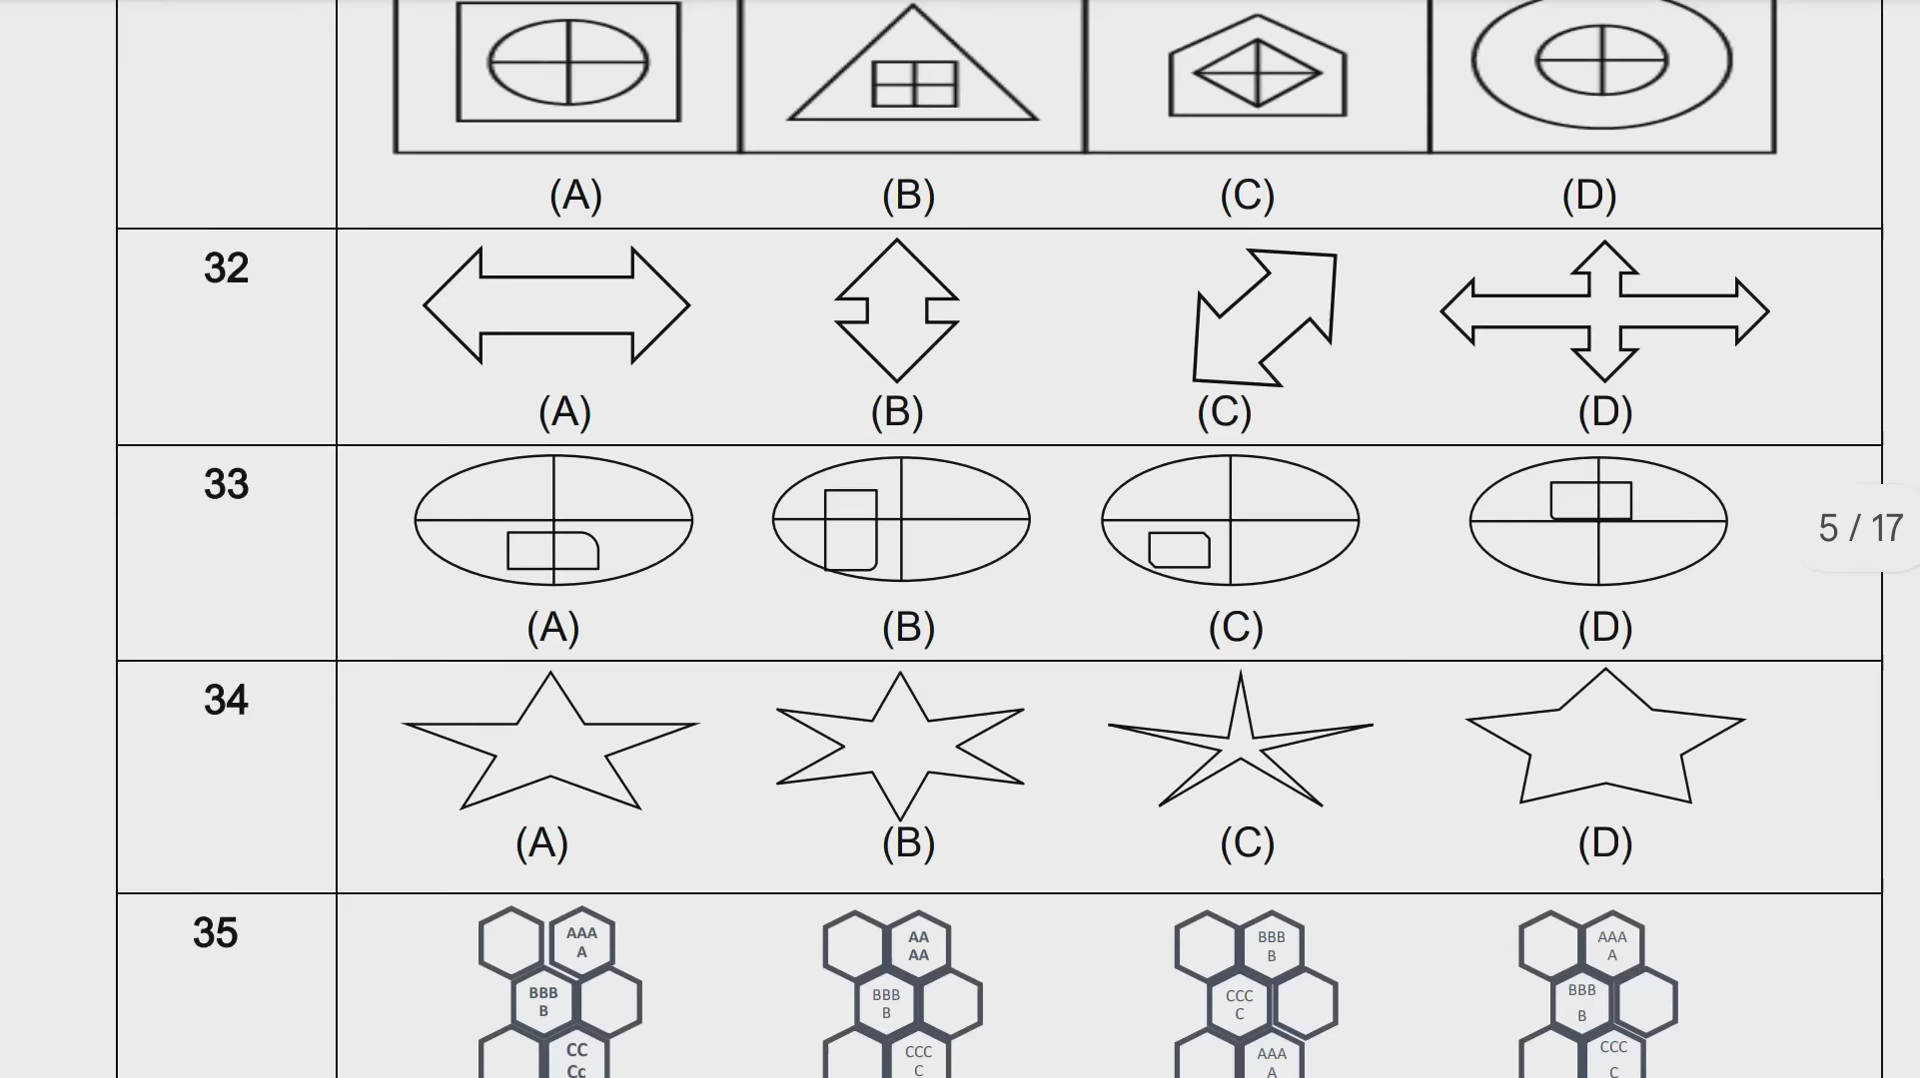 (A) (B) (C) (D)
32
(A) (B) (C) (D)
33
5 / 17
(A) (B) (C) (D)
34
(A) (B) (C) (D)
35
AAA
A
BBB
B
CC
Cc
AA
AA
BBB
B
CCC
C
BBB
B
CCC
C
AAA
A
AAA
A
BBB
B
CCC
C